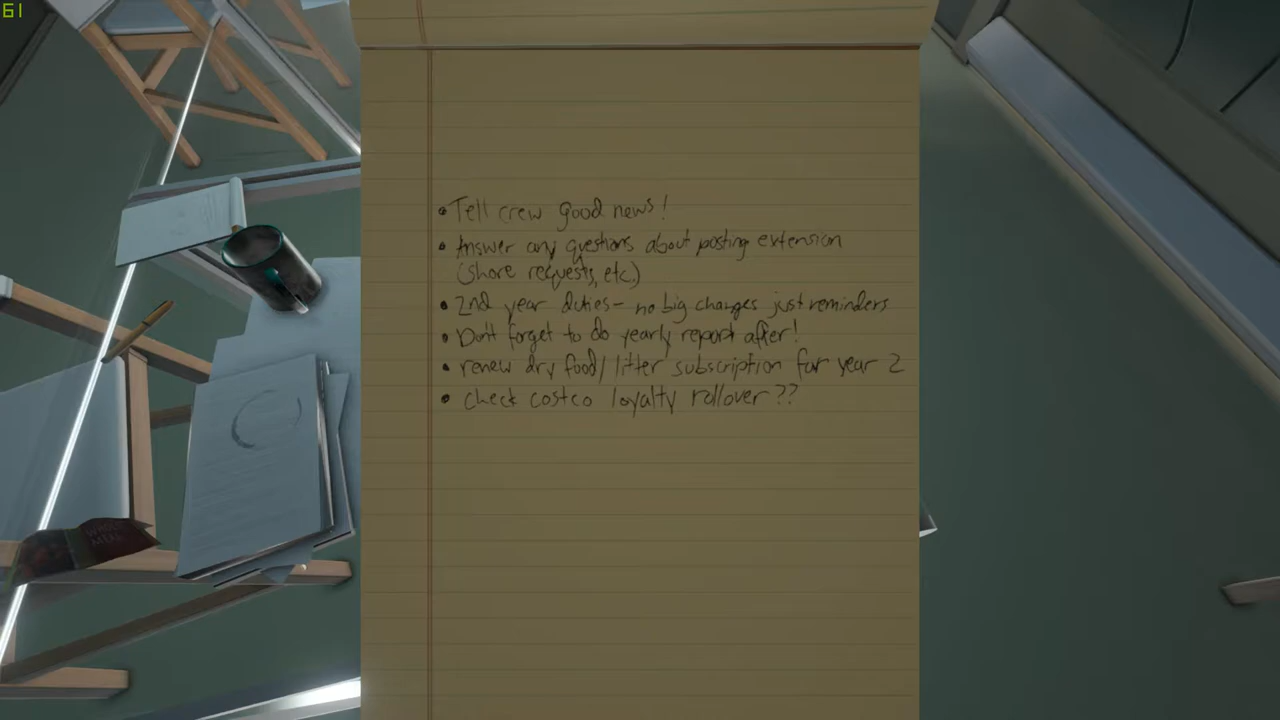 61
• Tell crew good news!
• Answer any questions about posting extension
(shore requests, etc)
• 2nd year duties - no big changes just reminders
• Don't forget to do yearly report after!
• renew dry food/litter subscription for year 2
• check costco loyalty rollover??